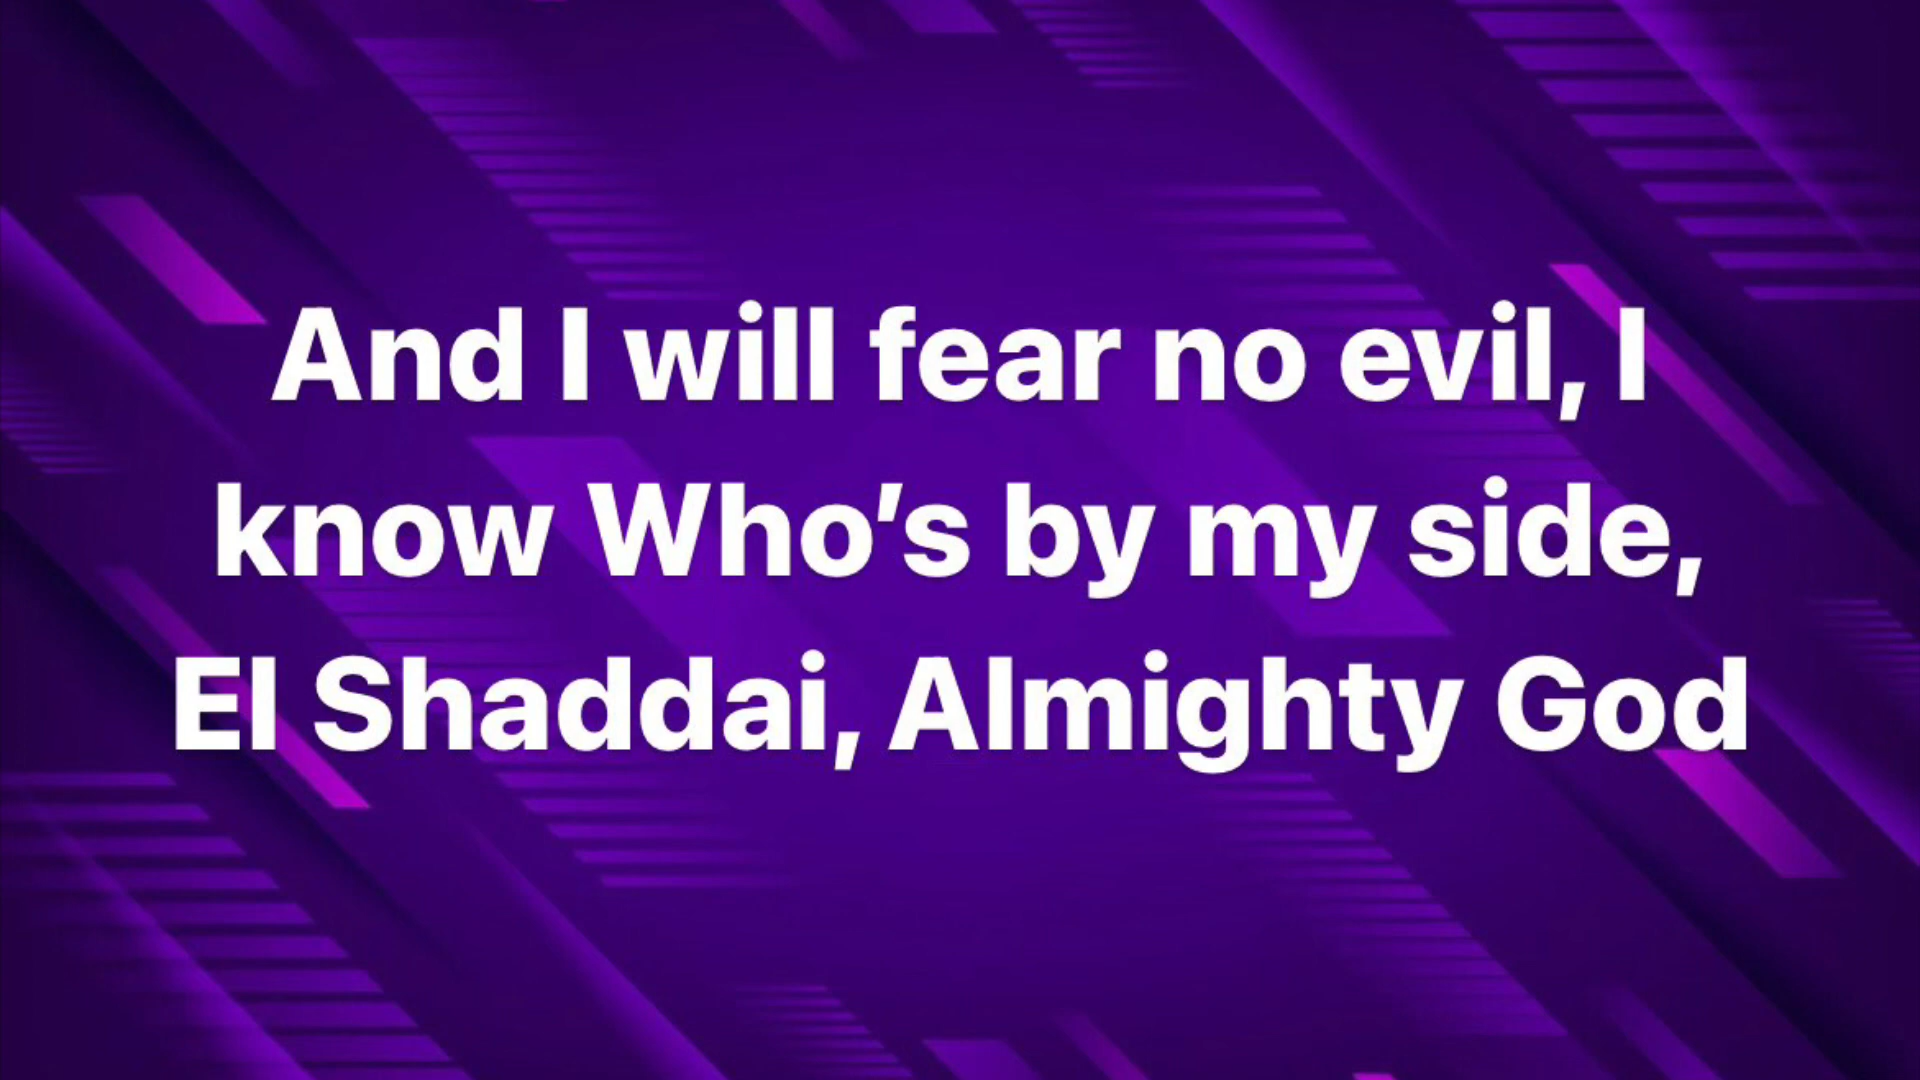 And I will fear no evil, I
know Who's by my side,
El Shaddai, Almighty God